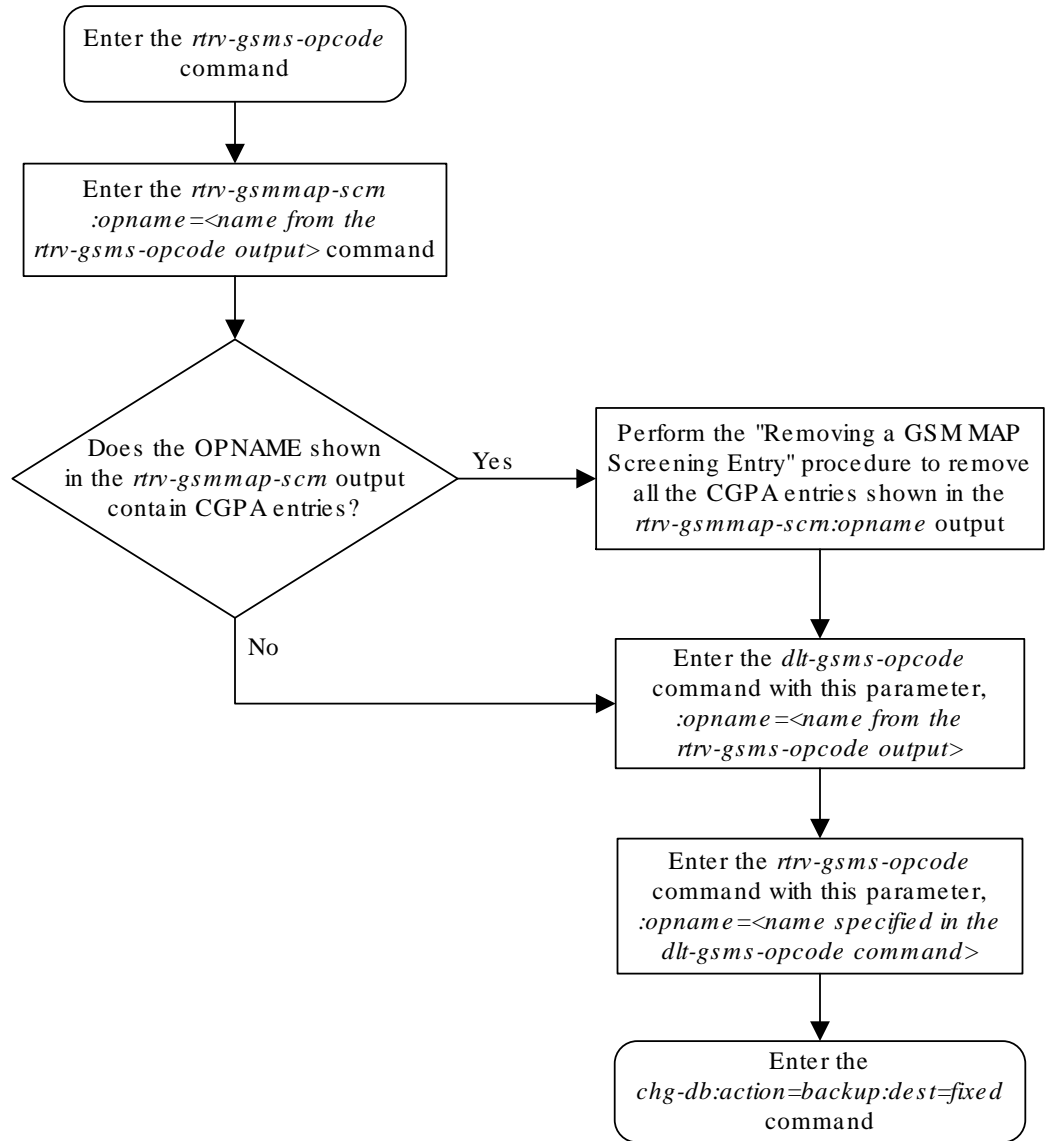 Enter the rtrv-gsms-opcode
command
Enter the rtrv-gsmmap-scrn
:opname=<name from the
rtrv-gsms-opcode output> command
Does the OPNAME shown
in the rtrv-gsmmap-scrn output
contain CGPA entries?
Yes
Perform the "Removing a GSM MAP
Screening Entry" procedure to remove
all the CGPA entries shown in the
rtrv-gsmmap-scrn:opname output
No
Enter the dlt-gsms-opcode
command with this parameter,
:opname=<name from the
rtrv-gsms-opcode output>
Enter the rtrv-gsms-opcode
command with this parameter,
:opname=<name specified in the
dlt-gsms-opcode command>
Enter the
chg-db:action=backup:dest=fixed
command